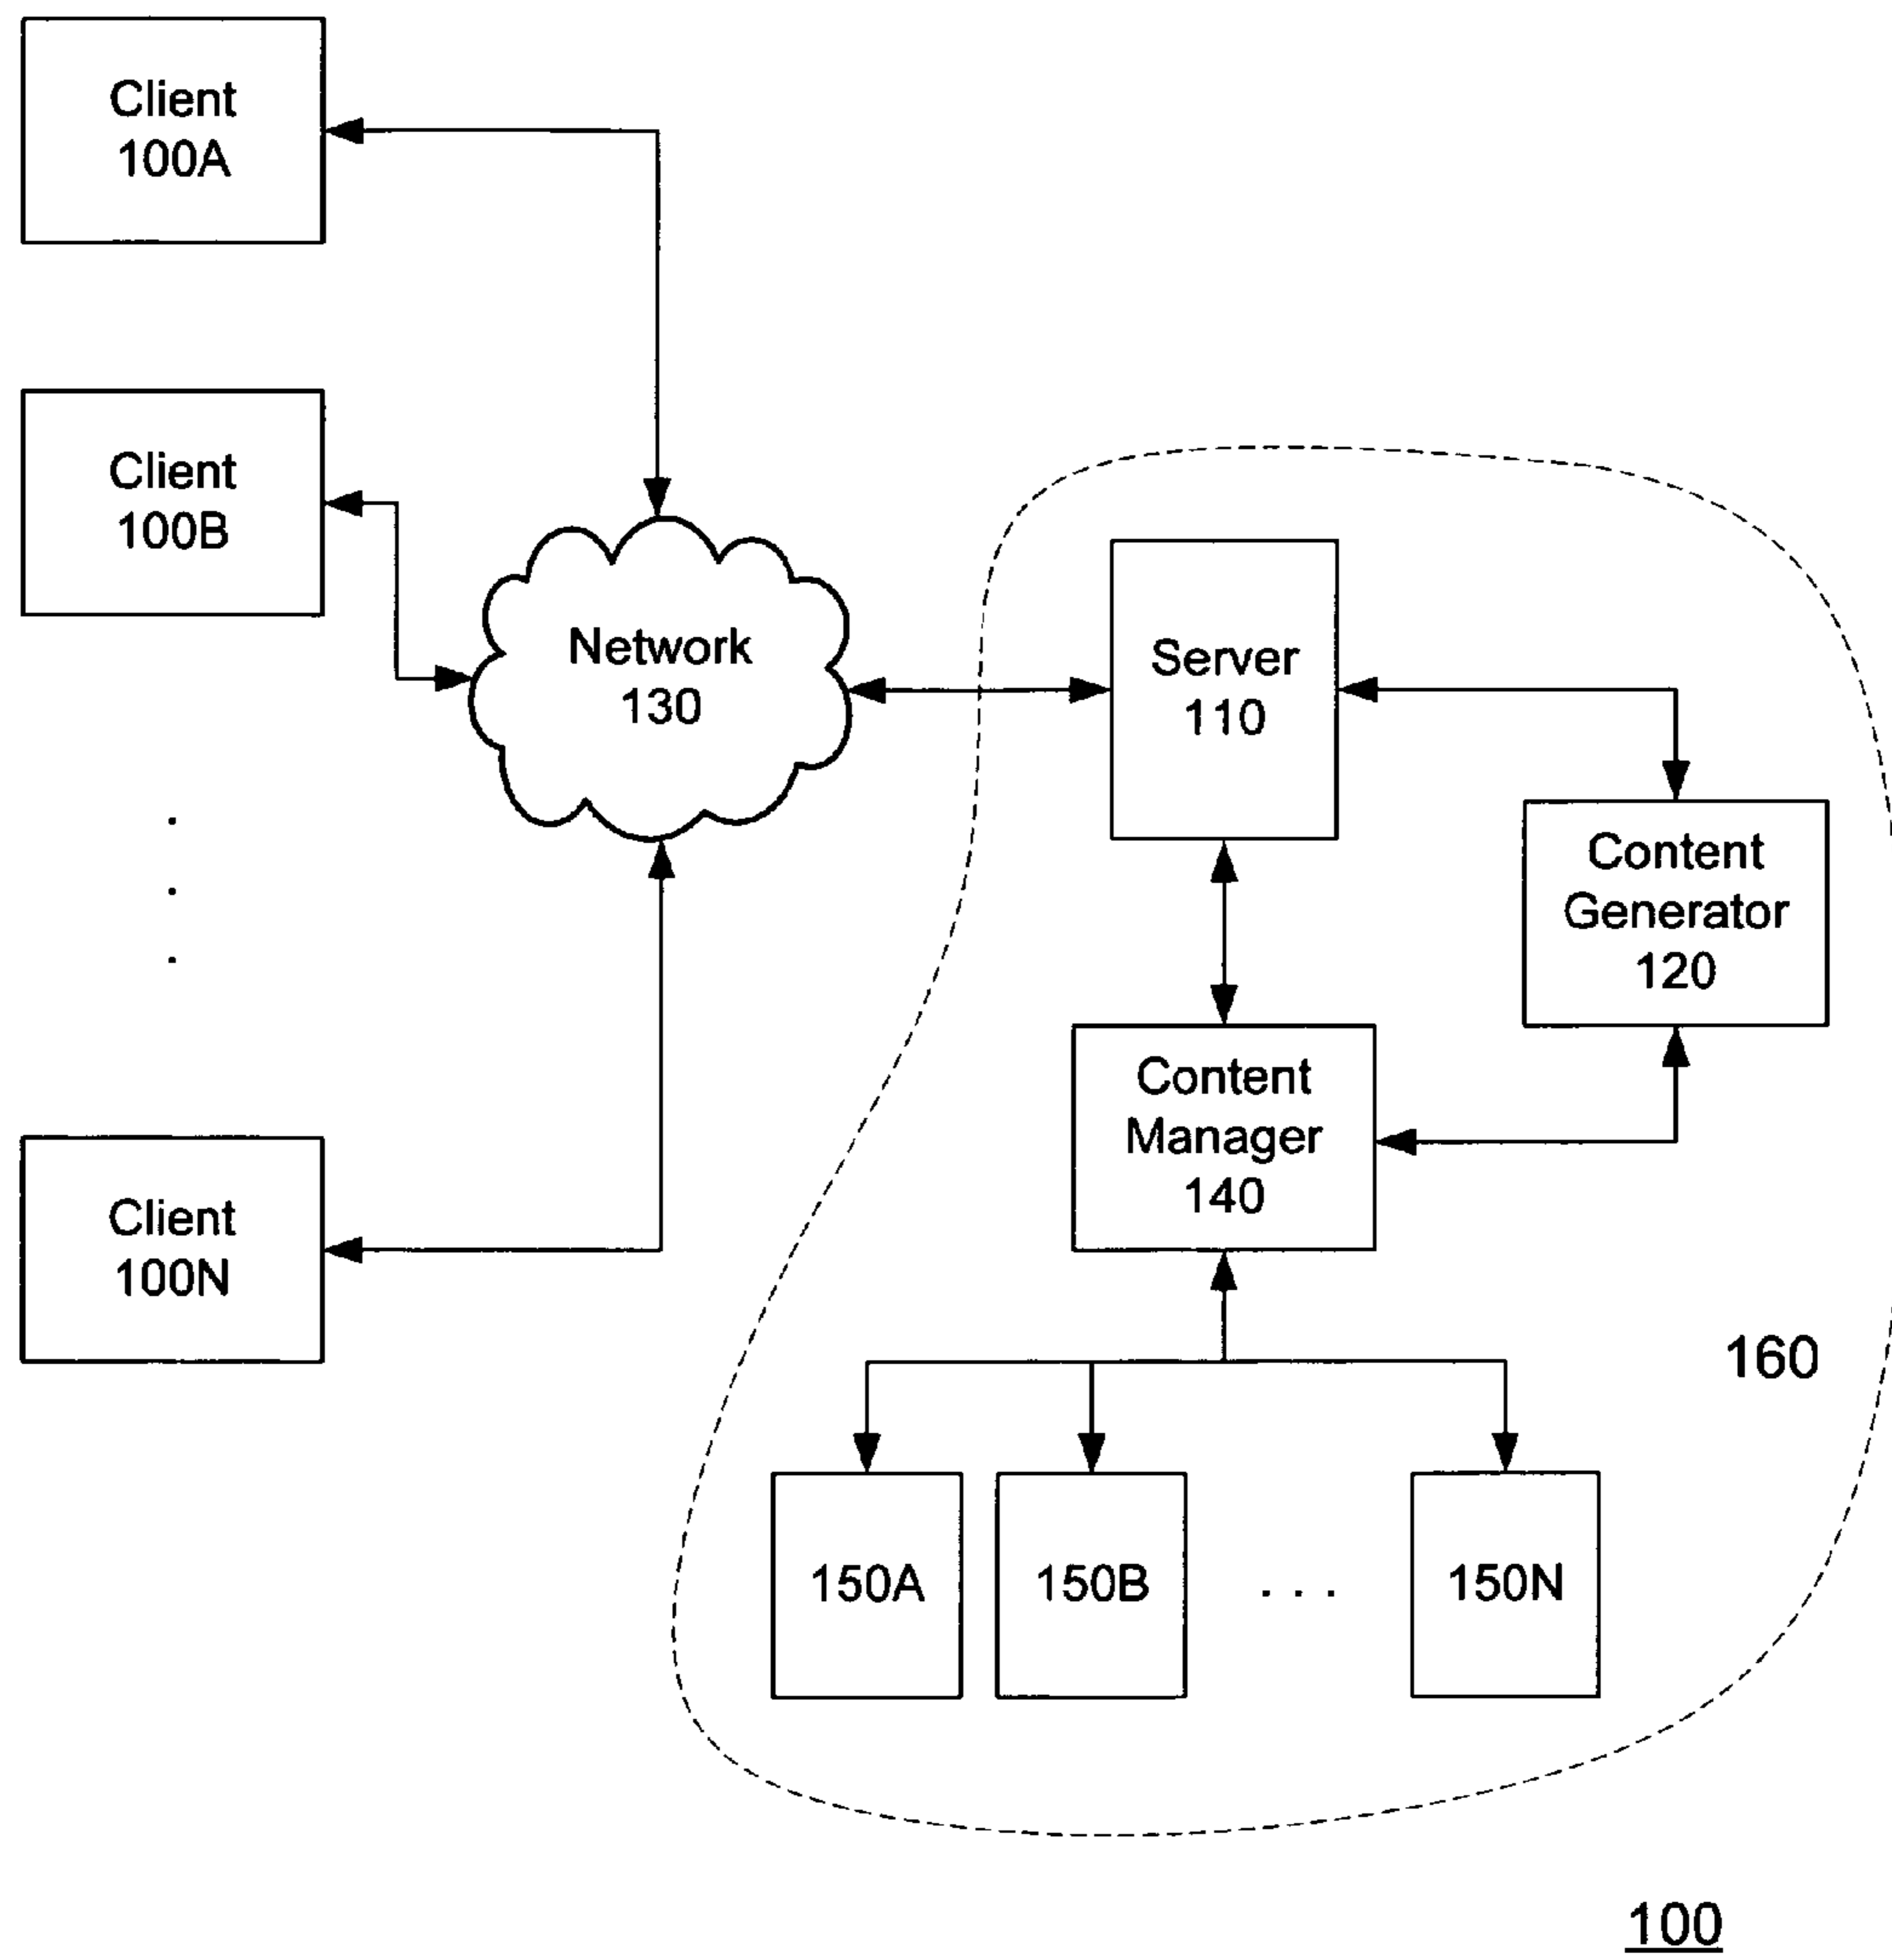 Client
100A
Client
100B
Network
130
Server
110
Content
Generator
120
.
.
.
Content
Manager
140
Client
100N
160
150A
150B
. . .
150N
100